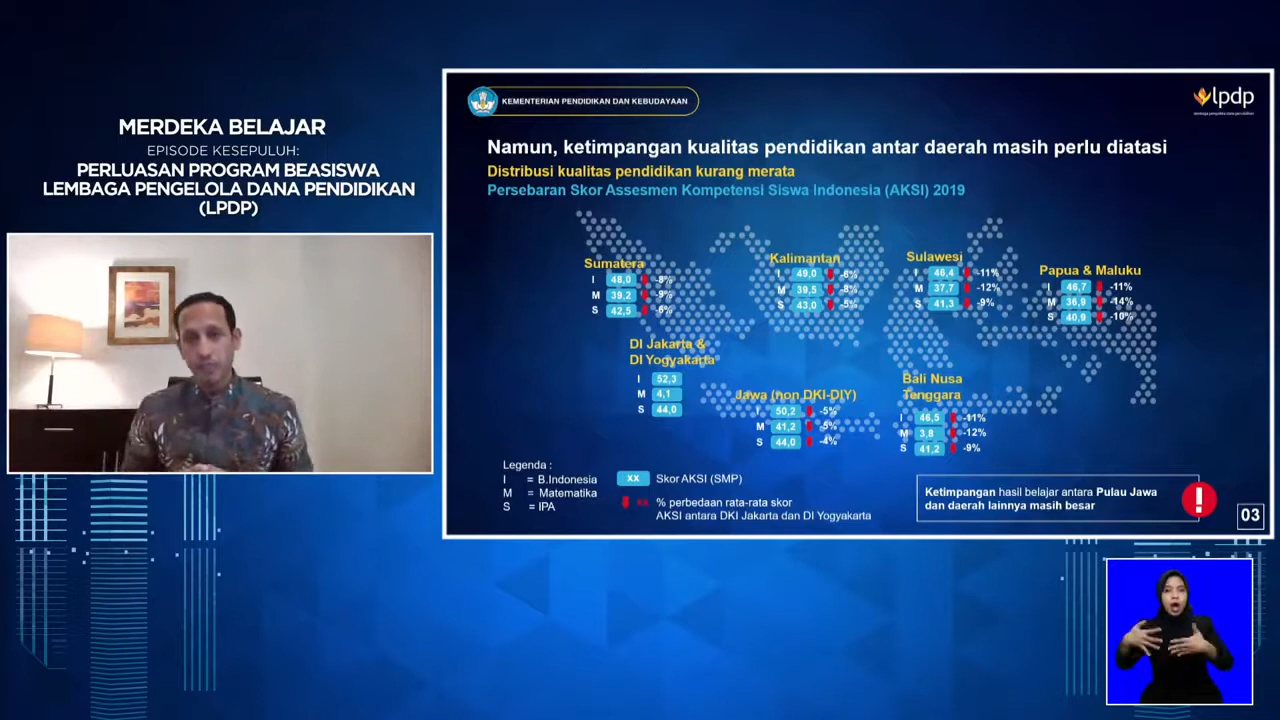 MERDEKA BELAJAR
EPISODE KESEPULUH:
PERLUASAN PROGRAM BEASISWA
LEMBAGA PENGELOLA DANA PENDIDIKAN
(LPDP)
KEMENTERIAN PENDIDIKAN DAN KEBUDAYAAN
lpdp
lembaga pengelola dana pendidikan
Namun, ketimpangan kualitas pendidikan antar daerah masih perlu diatasi
Distribusi kualitas pendidikan kurang merata
Persebaran Skor Assesmen Kompetensi Siswa Indonesia (AKSI) 2019
Sumatera
I 48,0 -8%
M 39,2 -9%
S 42,5 -6%
Kalimantan
I 49,0 -6%
M 39,5 -8%
S 43,0 -5%
Sulawesi
I 46,4 -11%
M 37,7 -12%
S 41,3 -9%
Papua & Maluku
I 46,7 -11%
M 36,9 -14%
S 40,9 -10%
DI Jakarta &
DI Yogyakarta
I 52,3
M 4,1
S 44,0
Jawa (non DKI-DIY)
I 50,2 -5%
M 41,2 -5%
S 44,0 -4%
Bali Nusa
Tenggara
I 46,5 -11%
M 3,8 -12%
S 41,2 -9%
Legenda :
I = B.Indonesia
M = Matematika
S = IPA
xx Skor AKSI (SMP)
xx % perbedaan rata-rata skor
AKSI antara DKI Jakarta dan DI Yogyakarta
Ketimpangan hasil belajar antara Pulau Jawa
dan daerah lainnya masih besar
!
03